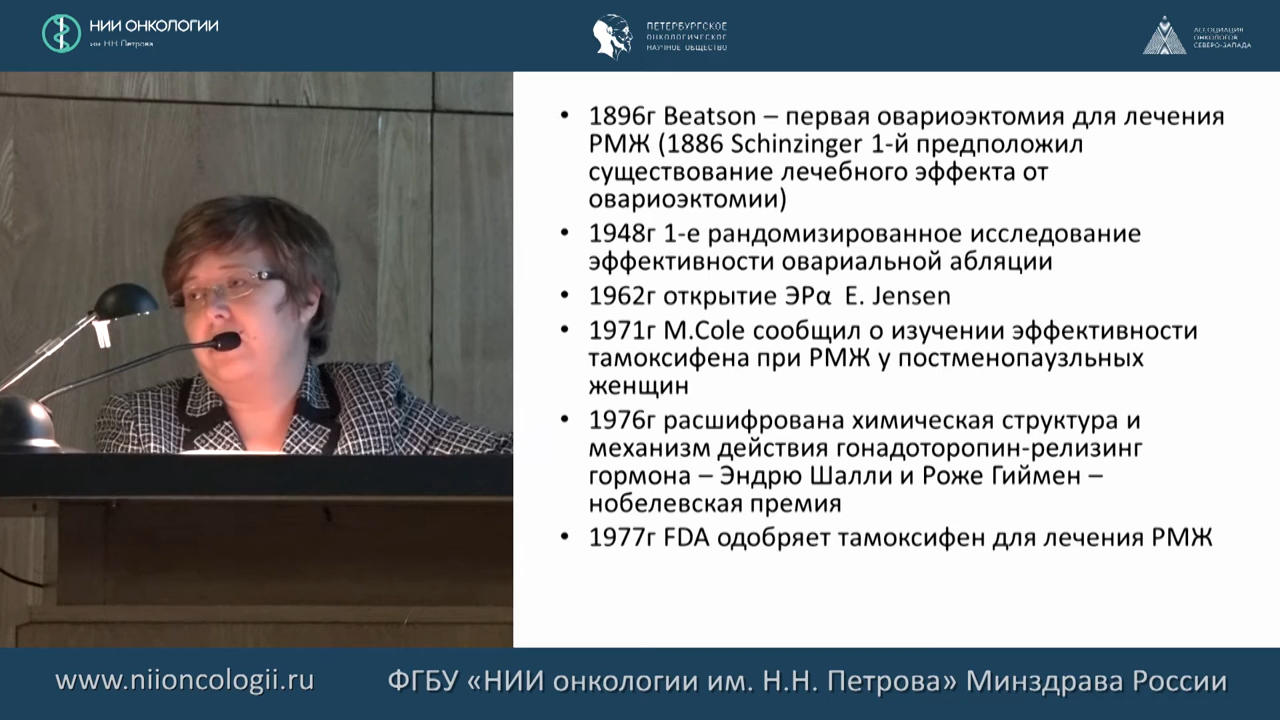 НИИ ОНКОЛОГИИ
им. Н.Н. Петрова
ПЕТЕРБУРГСКОЕ
ОНКОЛОГИЧЕСКОЕ
НАУЧНОЕ ОБЩЕСТВО
АССОЦИАЦИЯ
ОНКОЛОГОВ
СЕВЕРО-ЗАПАДА
• 1896г Beatson – первая овариоэктомия для лечения
РМЖ (1886 Schinzinger 1-й предположил
существование лечебного эффекта от
овариоэктомии)
• 1948г 1-е рандомизированное исследование
эффективности овариальной абляции
• 1962г открытие ЭРα E. Jensen
• 1971г M.Cole сообщил о изучении эффективности
тамоксифена при РМЖ у постменопаузльных
женщин
• 1976г расшифрована химическая структура и
механизм действия гонадоторопин-релизинг
гормона – Эндрю Шалли и Роже Гиймен –
нобелевская премия
• 1977г FDA одобряет тамоксифен для лечения РМЖ
www.niioncologii.ru
ФГБУ «НИИ онкологии им. Н.Н. Петрова» Минздрава России